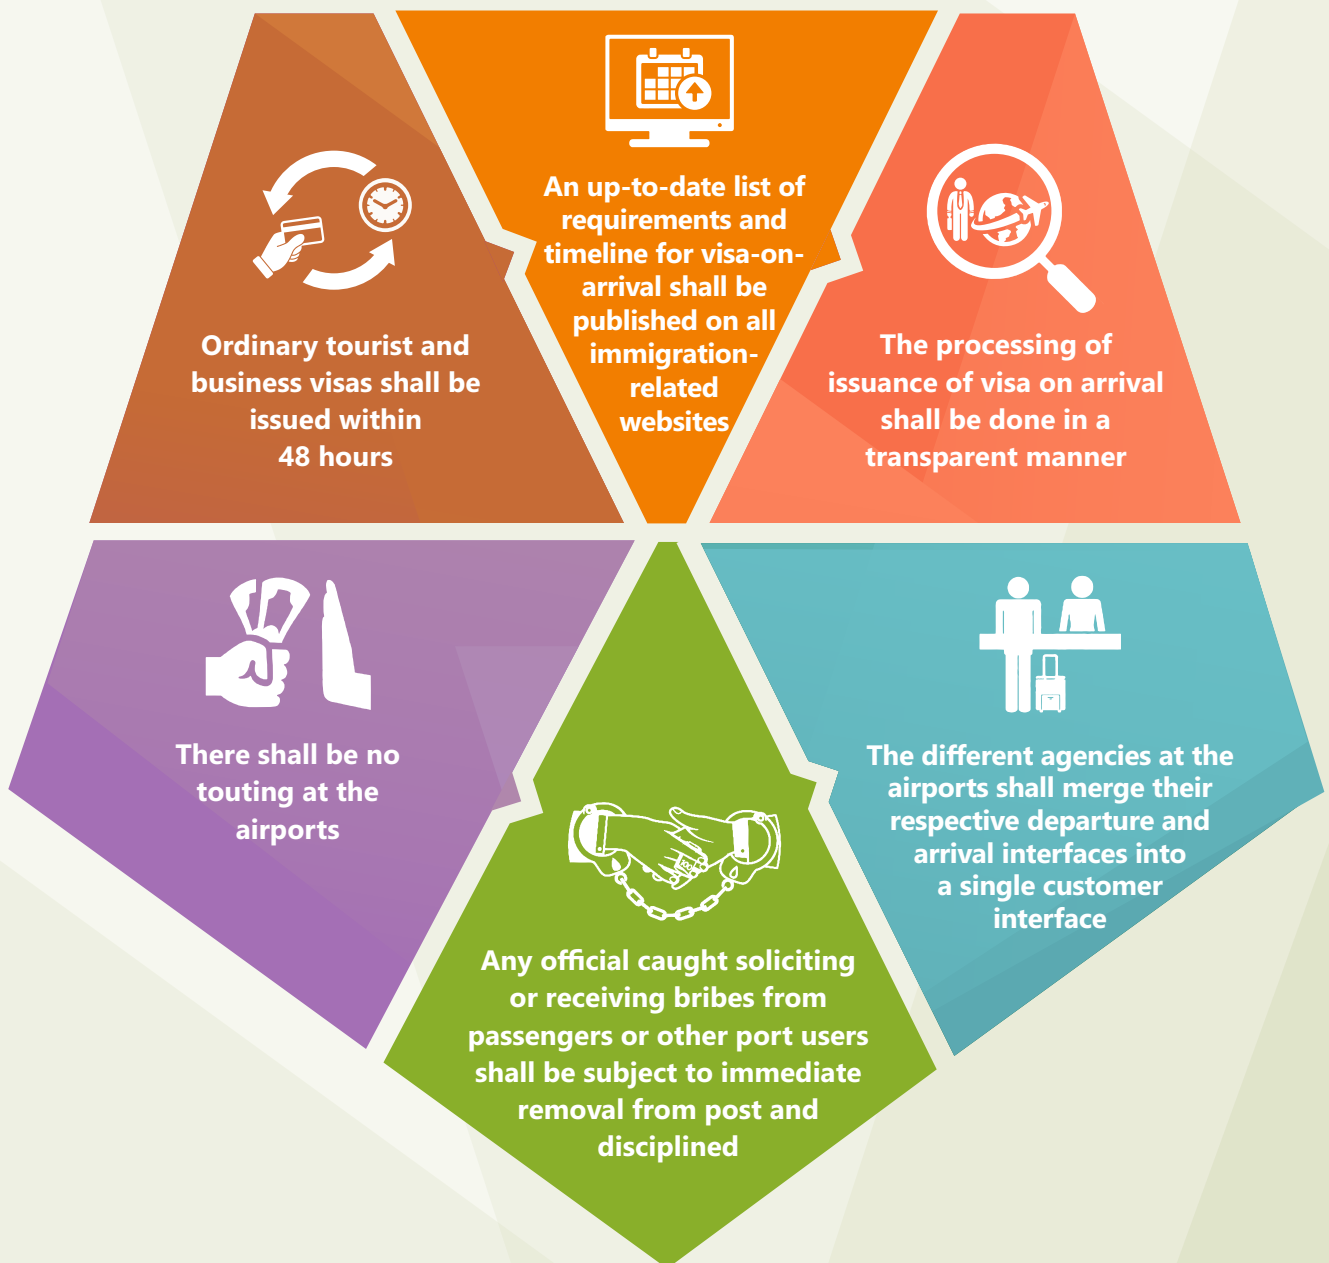 Ordinary tourist and
business visas shall be
issued within
48 hours
An up-to-date list of
requirements and
timeline for visa-on-
arrival shall be
published on all
immigration-
related
websites
The processing of
issuance of visa on arrival
shall be done in a
transparent manner
There shall be no
touting at the
airports
Any official caught soliciting
or receiving bribes from
passengers or other port users
shall be subject to immediate
removal from post and
disciplined
The different agencies at the
airports shall merge their
respective departure and
arrival interfaces into
a single customer
interface